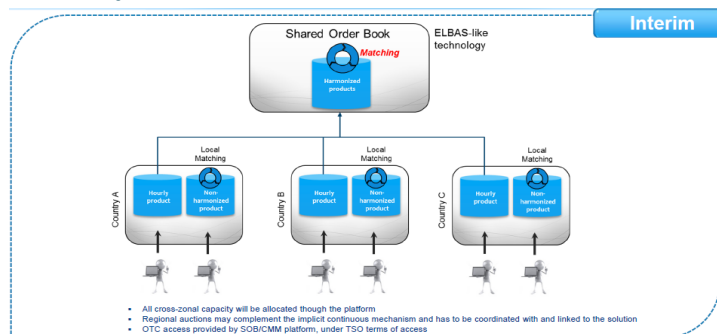 Interim
Shared Order Book
ELBAS-like
technology
Matching
Harmonized
products
Local
Matching
Local
Matching
Local
Matching
Country A
Hourly
product
Non-
harmonized
product
Country B
Hourly
product
Non-
harmonized
product
Country C
Hourly
product
Non-
harmonized
product
All cross-zonal capacity will be allocated though the platform
Regional auctions may complement the implicit continuous mechanism and has to be coordinated with and linked to the solution
OTC access provided by SOB/CMM platform, under TSO terms of access